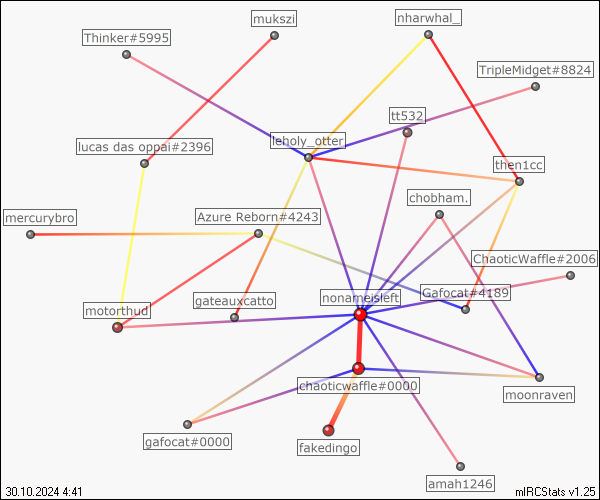 mukszi
nharwhal_
Thinker#5995
TripleMidget#8824
tt532
leholy_otter
lucas das oppai#2396
then1cc
chobham.
mercurybro
Azure Reborn#4243
ChaoticWaffle#2006
Gafocat#4189
nonameisleft
motorthud
gateauxcatto
chaoticwaffle#0000
moonraven
gafocat#0000
fakedingo
amah1246
30.10.2024 4:41
mIRCStats v1.25